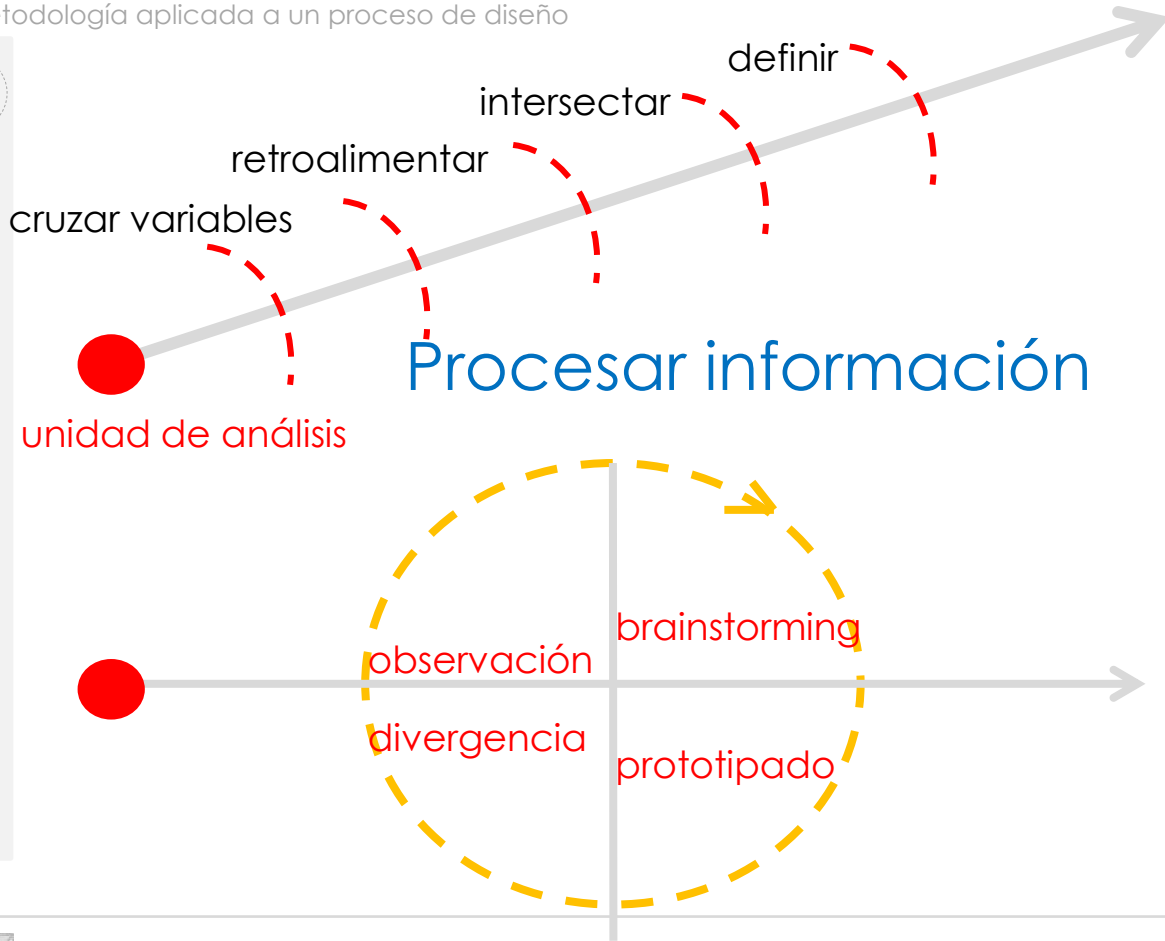 todología aplicada a un proceso de diseño
definir
intersectar
retroalimentar
cruzar variables
Procesar información
unidad de análisis
brainstorming
observación
divergencia
prototipado